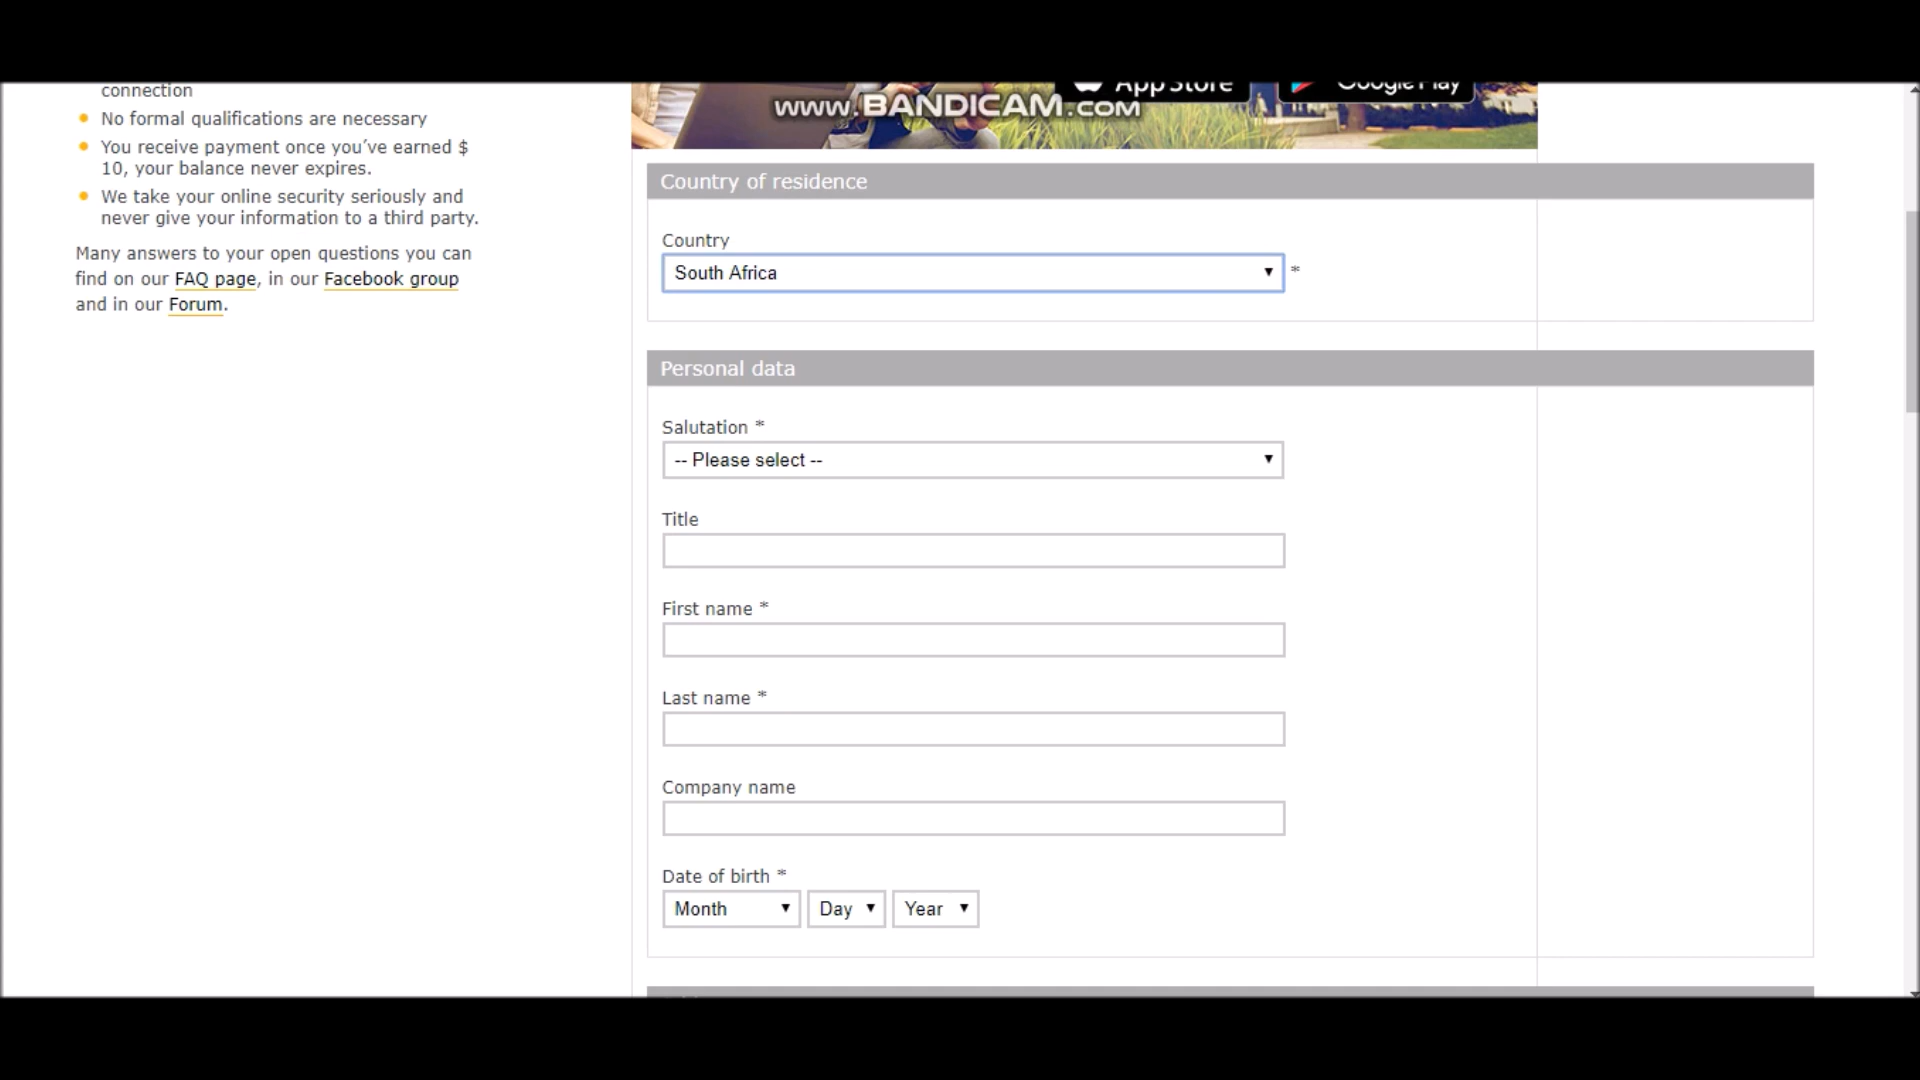 connection
No formal qualifications are necessary
You receive payment once you've earned $
10, your balance never expires.
We take your online security seriously and
never give your information to a third party.
Many answers to your open questions you can
find on our FAQ page, in our Facebook group
and in our Forum.
App Store
Google Play
www.BANDICAM.com
Country of residence
Country
South Africa
*
Personal data
Salutation *
-- Please select --
Title
First name *
Last name *
Company name
Date of birth *
Month Day Year